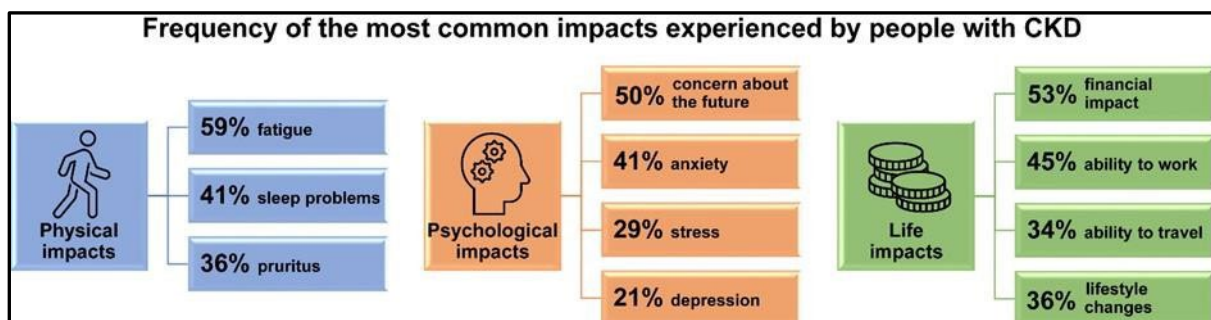 Frequency of the most common impacts experienced by people with CKD
Physical
impacts
59% fatigue
41% sleep problems
36% pruritus
Psychological
impacts
50% concern about
the future
41% anxiety
29% stress
21% depression
Life
impacts
53% financial
impact
45% ability to work
34% ability to travel
36% lifestyle
changes